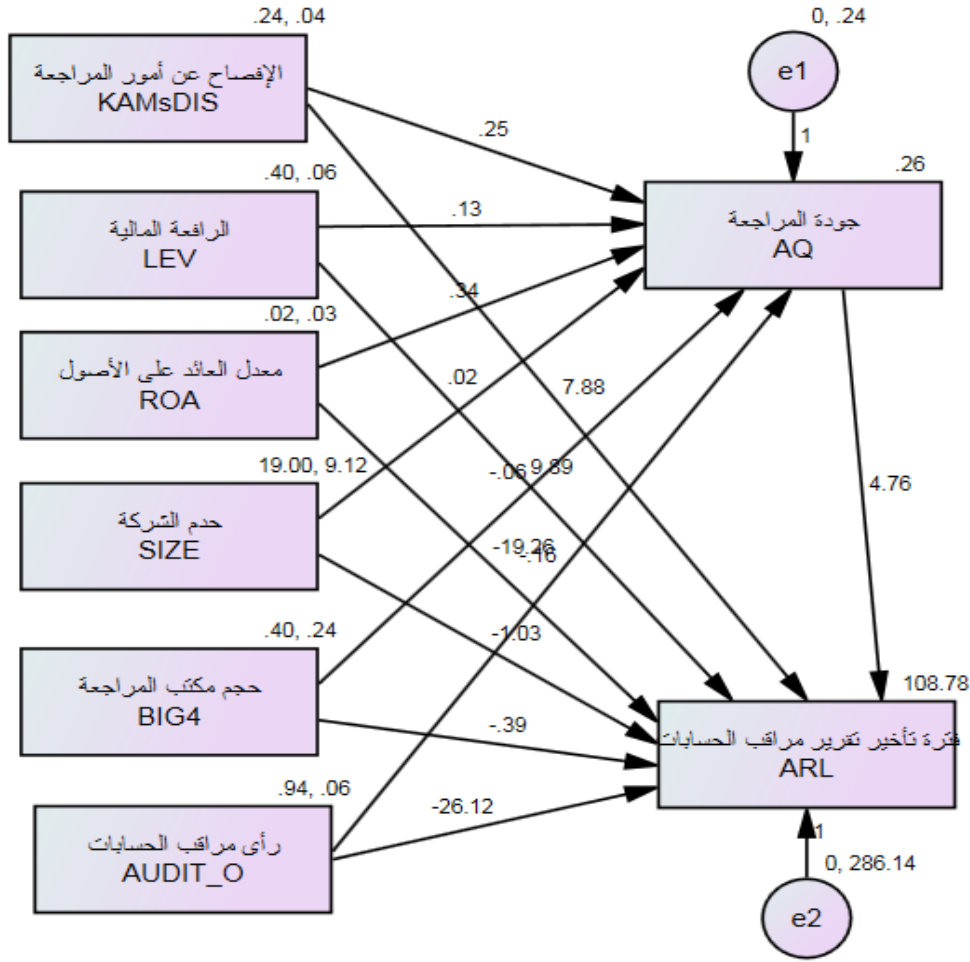 .24, .04
0, .24
الإفصاح عن أمور المراجعة
KAMsDIS
e1
.25
1
.40, .06
.26
الرافعة المالية
LEV
.13
جودة المراجعة
AQ
.02, .03
.34
معدل العائد على الأصول
ROA
.02
7.88
19.00, 9.12
-.06
9.89
4.76
حدم الشركة
SIZE
-19.26
-.16
.40, .24
-1.03
حجم مكتب المراجعة
BIG4
108.78
-.39
فترة تأخير تقرير مراقب الحسابات
ARL
.94, .06
-26.12
رأى مراقب الحسابات
AUDIT_O
1
0, 286.14
e2